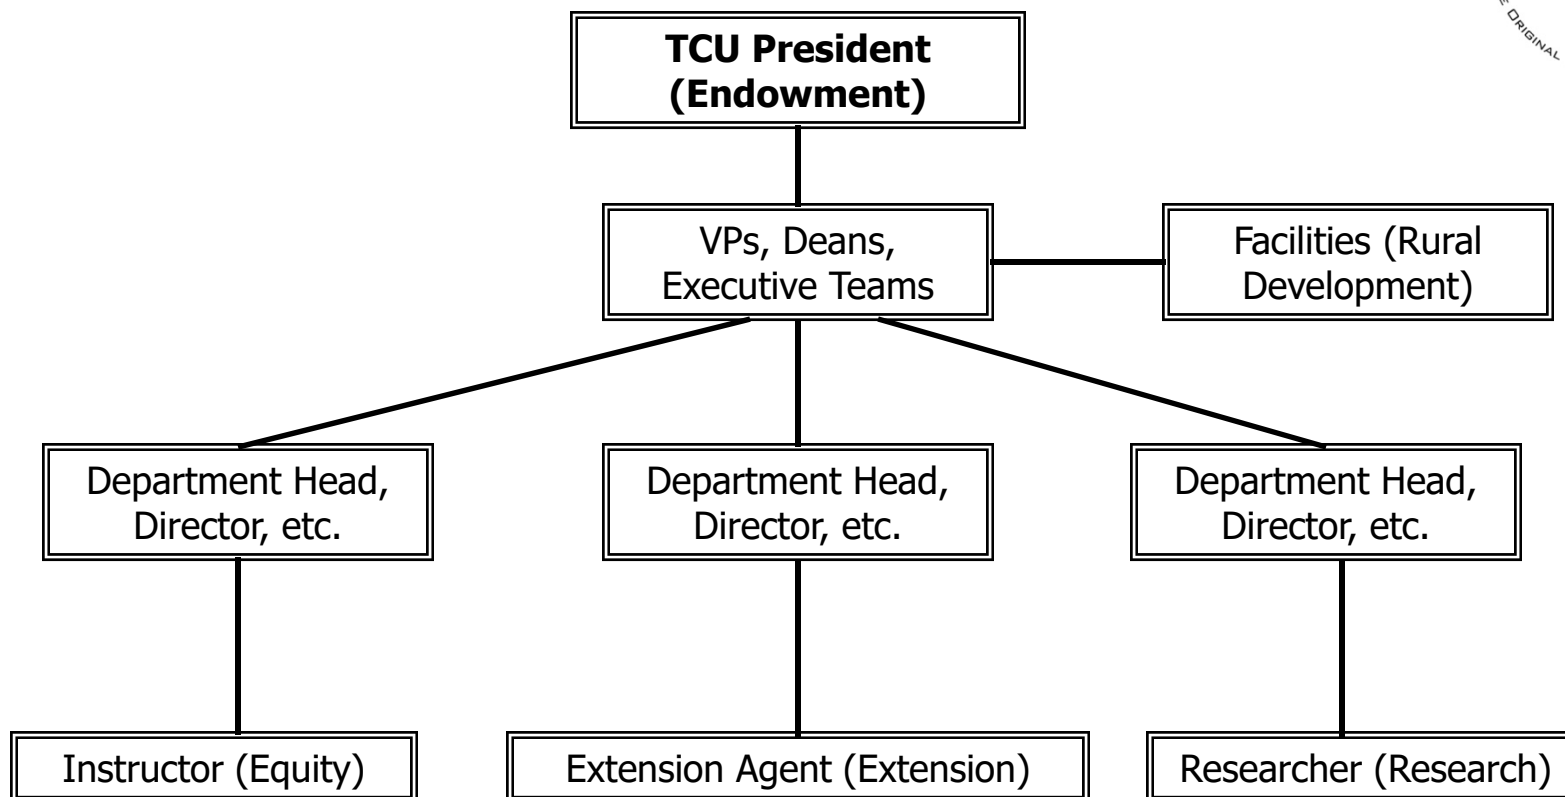 ORIGINAL
TCU President
(Endowment)
VPs, Deans,
Executive Teams
Facilities (Rural
Development)
Department Head,
Director, etc.
Department Head,
Director, etc.
Department Head,
Director, etc.
Instructor (Equity)
Extension Agent (Extension)
Researcher (Research)